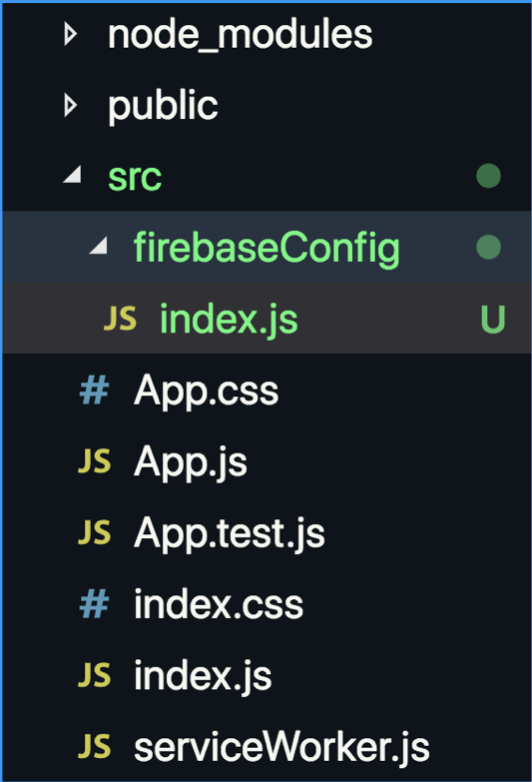 node_modules
public
src
firebaseConfig
JS index.js U
# App.css
JS App.js
JS App.test.js
# index.css
JS index.js
JS serviceWorker.js